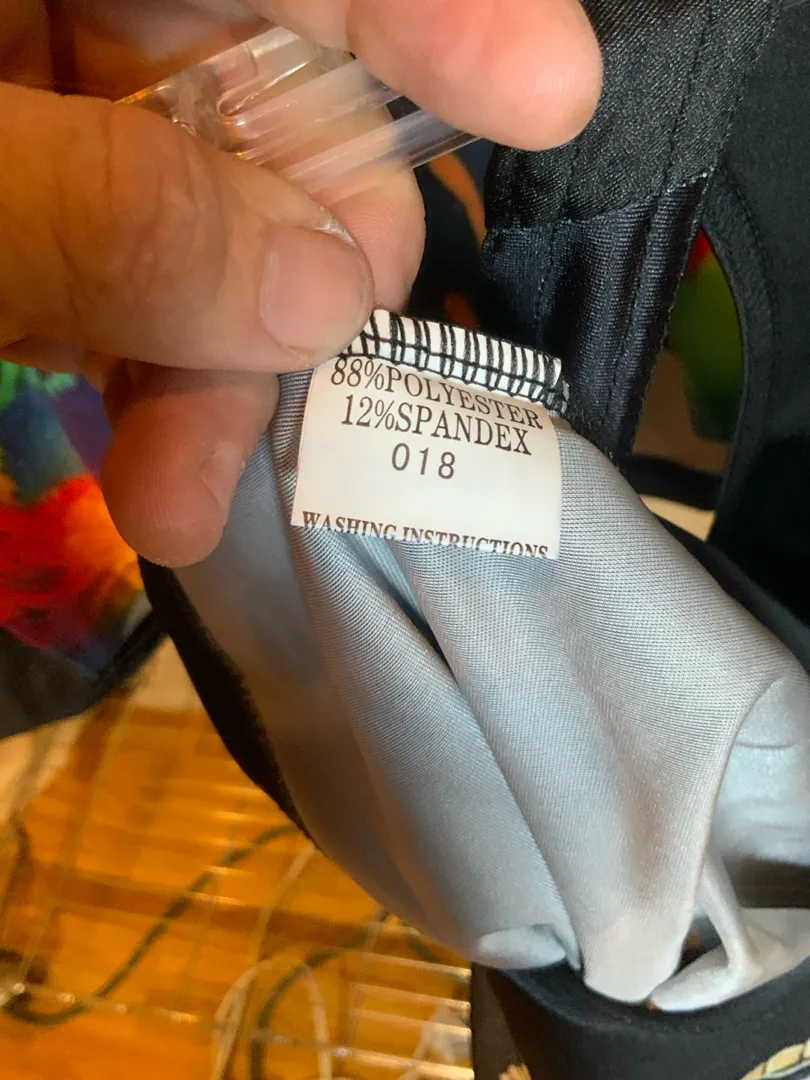 88%POLYESTER
12%SPANDEX
018
WASHING INSTRUCTIONS